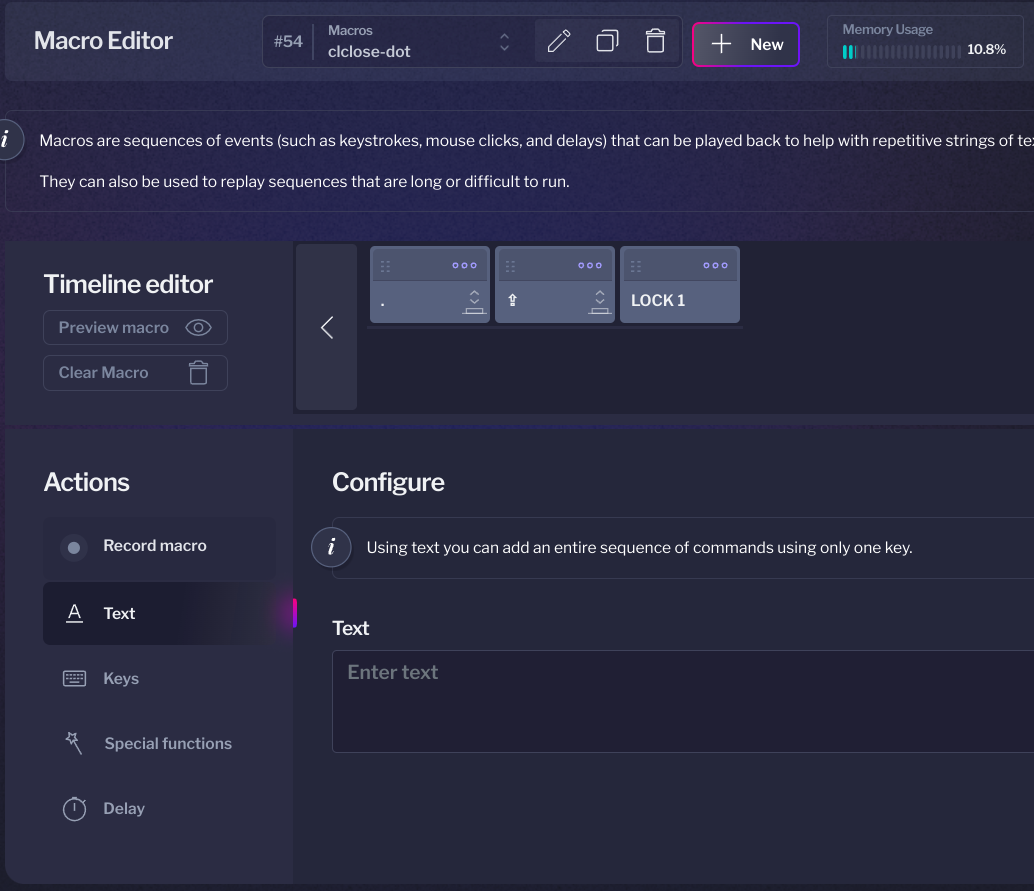 Macro Editor
#54
Macros
clclose-dot
New
Memory Usage
10.8%
i
Macros are sequences of events (such as keystrokes, mouse clicks, and delays) that can be played back to help with repetitive strings of
They can also be used to replay sequences that are long or difficult to run.
Timeline editor
Preview macro
Clear Macro
.
⇪
LOCK 1
Actions
Record macro
A Text
Keys
Special functions
Delay
Configure
i
Using text you can add an entire sequence of commands using only one key.
Text
Enter text